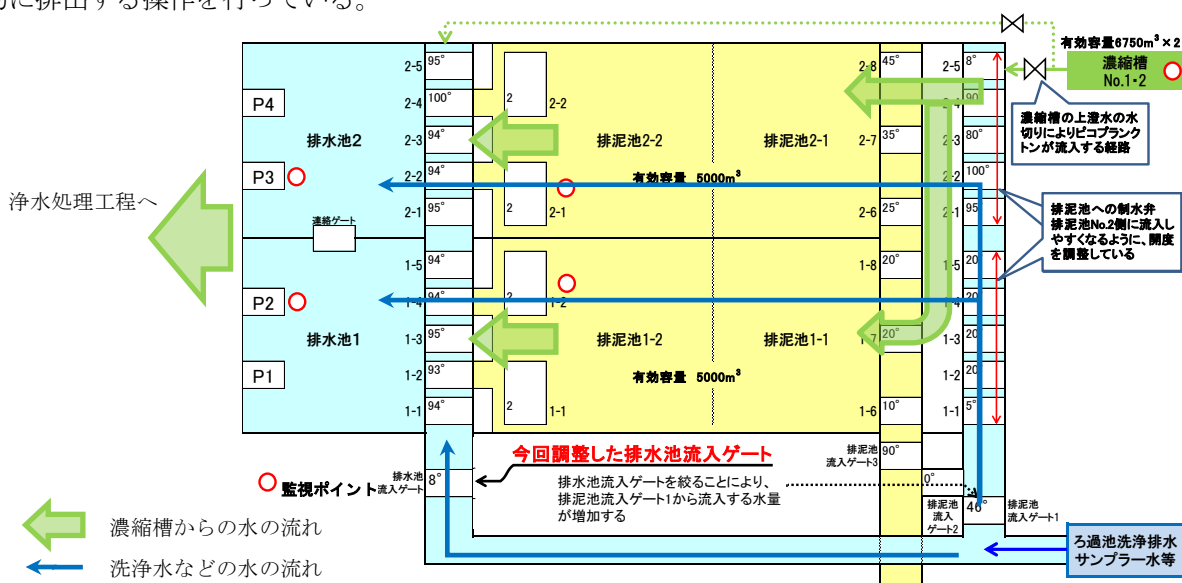 的に排出する操作を行っている。
有効容量6750m³×2
濃縮槽
No.1・2
濃縮槽の上澄水の水
切りによりピコプランク
トンが流入する経路
排泥池への制水弁
排泥池No.2側に流入し
やすくなるように、開度
を調整している
浄水処理工程へ
P4
P3
P2
P1
排水池2
連絡ゲート
排水池1
2-5 95°
2-4 100°
2-3 94°
2-2 94°
2-1 95°
1-5 94°
1-4 94°
1-3 95°
1-2 93°
1-1 94°
2 2-2
2 2-1
2 1-2
2 1-1
排泥池2-2
排泥池2-1
有効容量 5000m³
排泥池1-2
排泥池1-1
有効容量 5000m³
2-8 45°
2-7 35°
2-6 25°
1-8 20°
1-7 20°
1-6 10°
2-5 8°
2-4 90
2-3 80°
2-2 100°
2-1 95
1-5 20
1-4 20
1-3 20
1-2 20
1-1 5°
今回調整した排水池流入ゲート
排水池流入ゲートを絞ることにより、
排泥池流入ゲート1から流入する水量
が増加する
排泥池
流入ゲート3
90°
0°
排泥池
流入
ゲート2
46°
排泥池
流入ゲート1
監視ポイント
排水池
流入ゲート
8°
濃縮槽からの水の流れ
洗浄水などの水の流れ
ろ過池洗浄排水
サンプラー水等